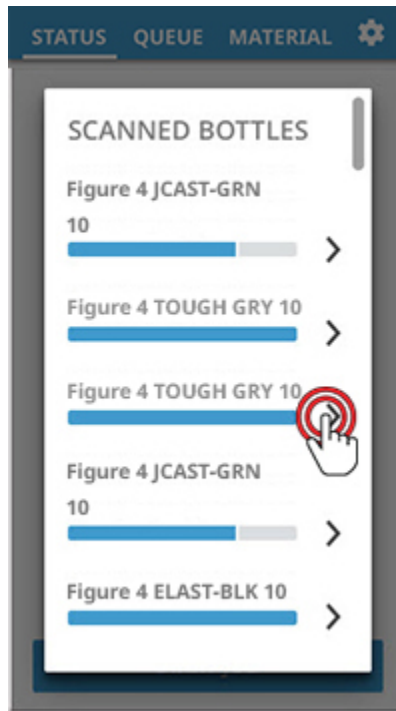 STATUS QUEUE MATERIAL
SCANNED BOTTLES
Figure 4 JCAST-GRN
10
Figure 4 TOUGH GRY 10
Figure 4 TOUGH GRY 10
Figure 4 JCAST-GRN
10
Figure 4 ELAST-BLK 10